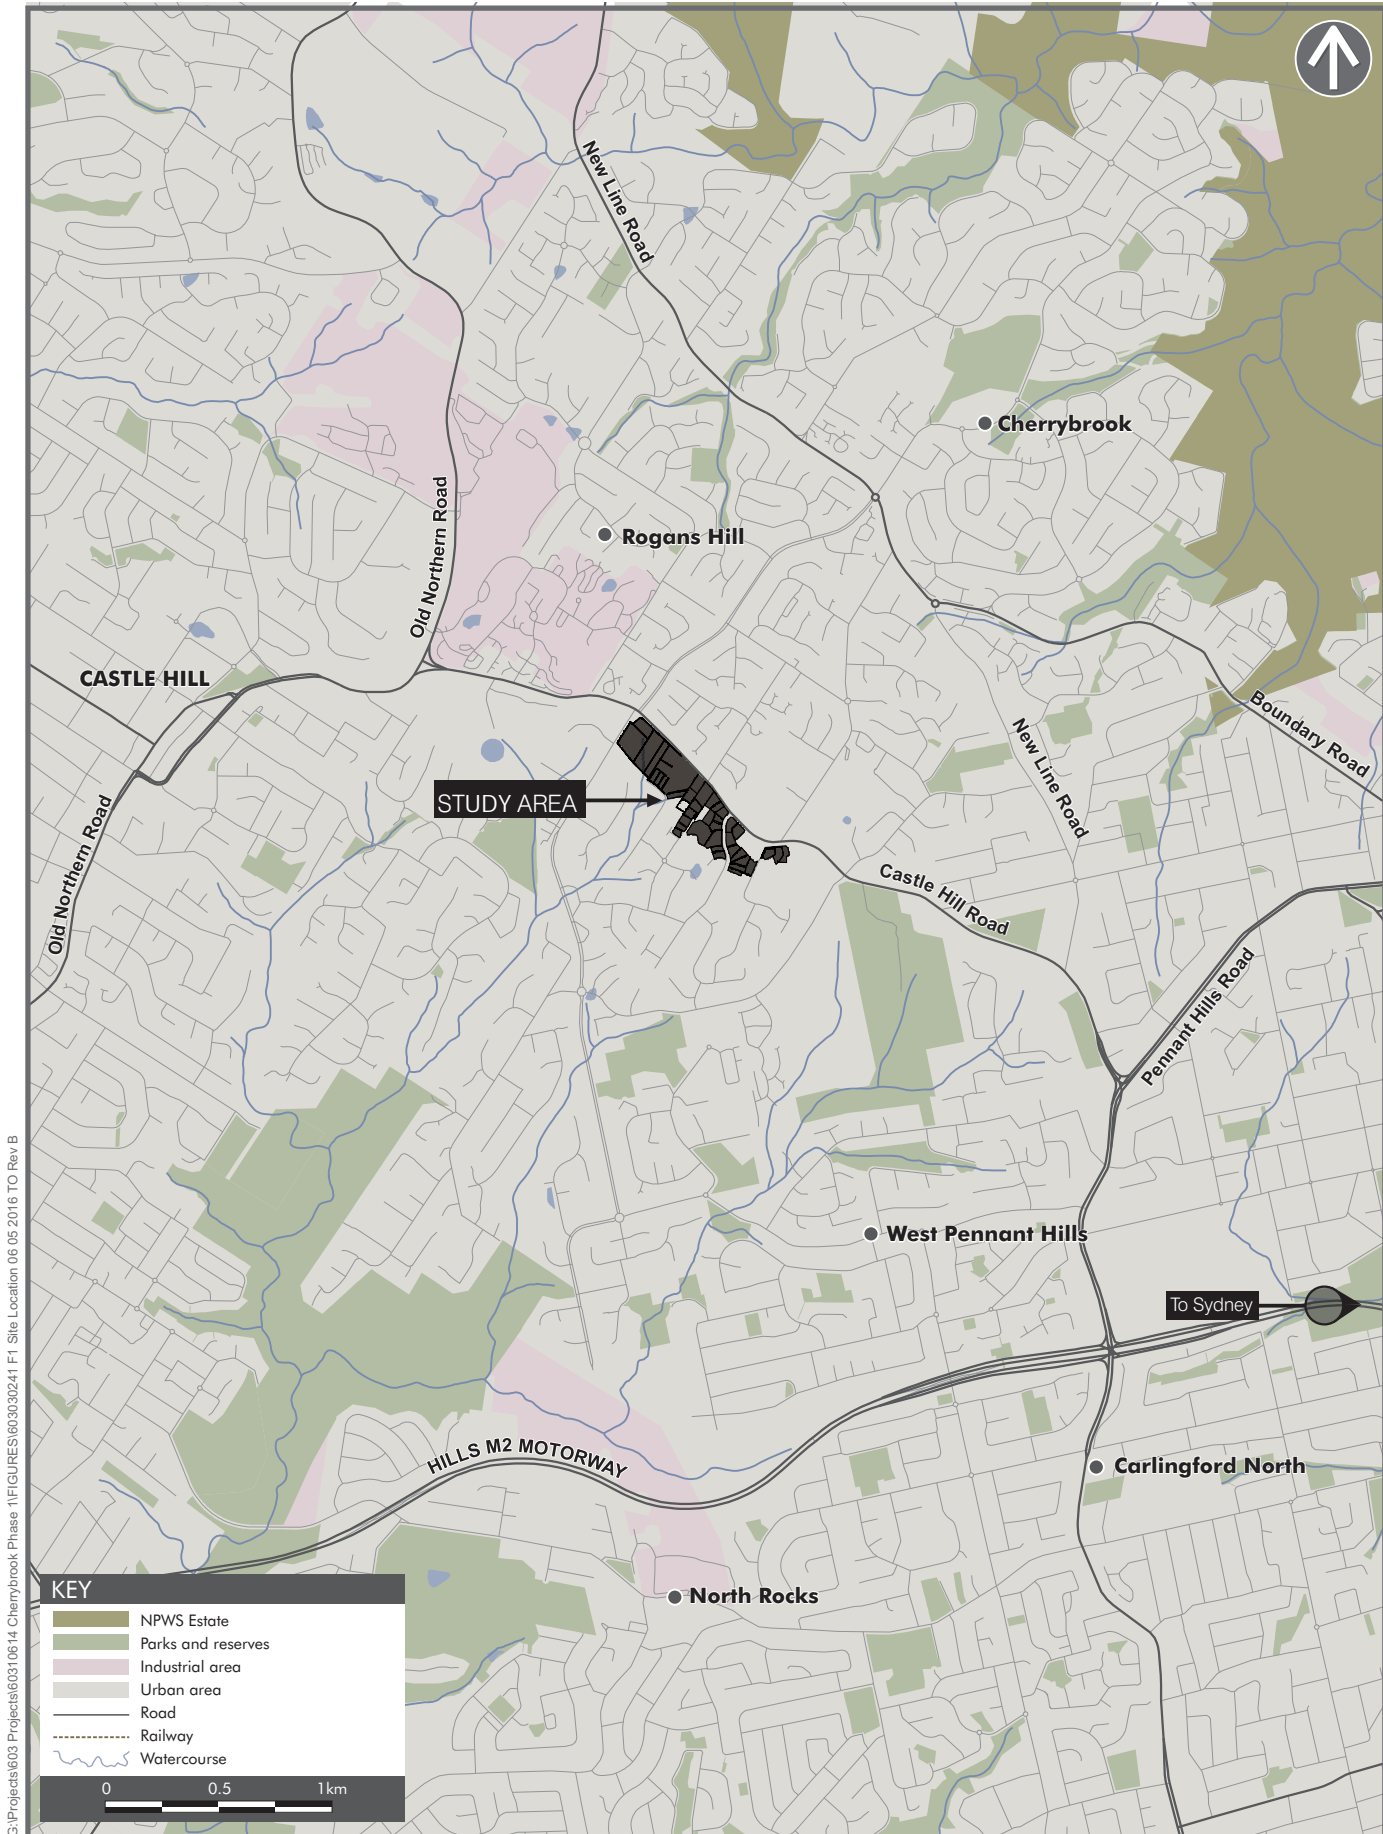 New Line Road
Cherrybrook
Rogans Hill
Old Northern Road
CASTLE HILL
Boundary Road
New Line Road
STUDY AREA
Old Northern Road
Castle Hill Road
Pennant Hills Road
West Pennant Hills
To Sydney
HILLS M2 MOTORWAY
Carlingford North
North Rocks
KEY
NPWS Estate
Parks and reserves
Industrial area
Urban area
Road
Railway
Watercourse
0 0.5 1km
G:\Projects\603 Projects\60310614 Cherrybrook Phase 1\FIGURES\603030241 F1 Site Location 06 05 2016 TO Rev B